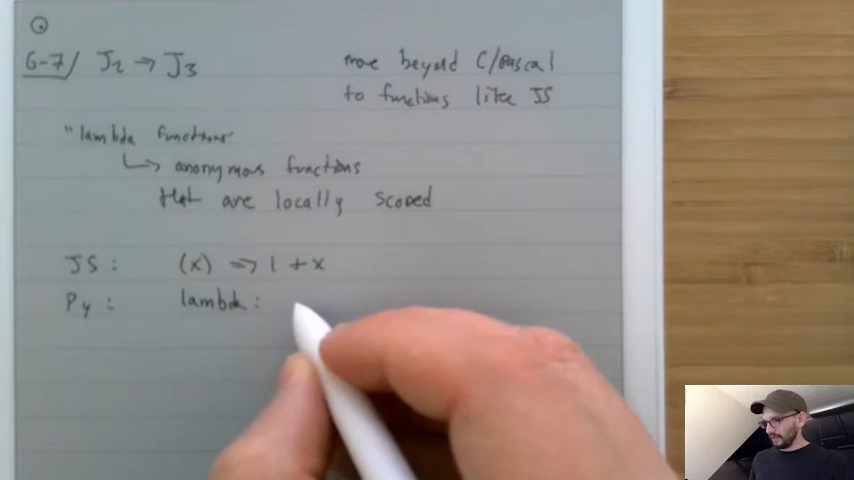 6-7/ J2 → J3
move beyond C/Pascal
to functions like JS
"lambda functions"
↳ anonymous functions
that are locally scoped
JS: (x) => 1 + x
Py: lambda: